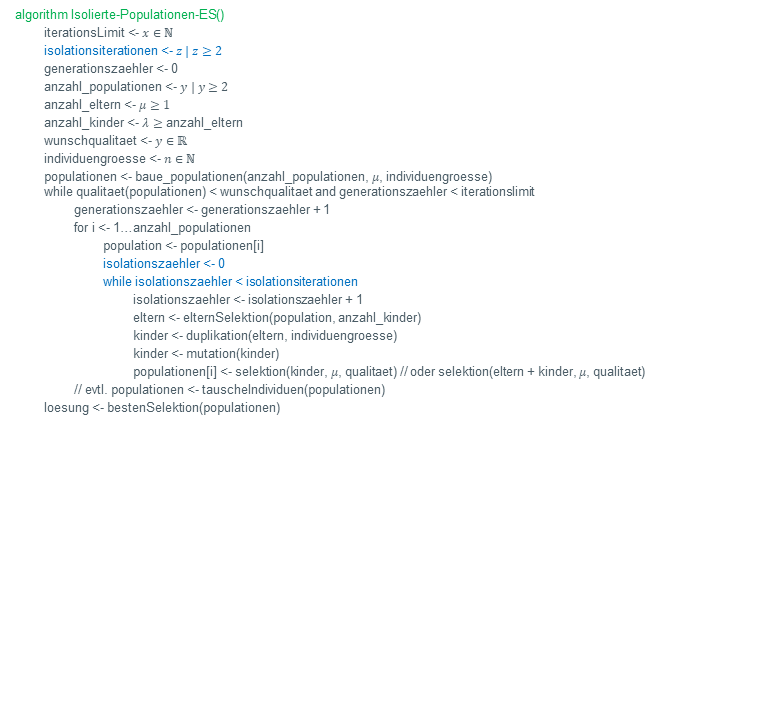 algorithm Isolierte-Populationen-ES()
iterationsLimit <- x ∈ ℕ
isolationsiterationen <- z | z ≥ 2
generationszaehler <- 0
anzahl_populationen <- y | y ≥ 2
anzahl_eltern <- μ ≥ 1
anzahl_kinder <- λ ≥ anzahl_eltern
wunschqualitaet <- y ∈ ℝ
individuengroesse <- n ∈ ℕ
populationen <- baue_populationen(anzahl_populationen, μ, individuengroesse)
while qualitaet(populationen) < wunschqualitaet and generationszaehler < iterationslimit
generationszaehler <- generationszaehler + 1
for i <- 1…anzahl_populationen
population <- populationen[i]
isolationszaehler <- 0
while isolationszaehler < isolationsiterationen
isolationszaehler <- isolationszaehler + 1
eltern <- elternSelektion(population, anzahl_kinder)
kinder <- duplikation(eltern, individuengroesse)
kinder <- mutation(kinder)
populationen[i] <- selektion(kinder, μ, qualitaet) // oder selektion(eltern + kinder, μ, qualitaet)
// evtl. populationen <- tauscheIndividuen(populationen)
loesung <- bestenSelektion(populationen)